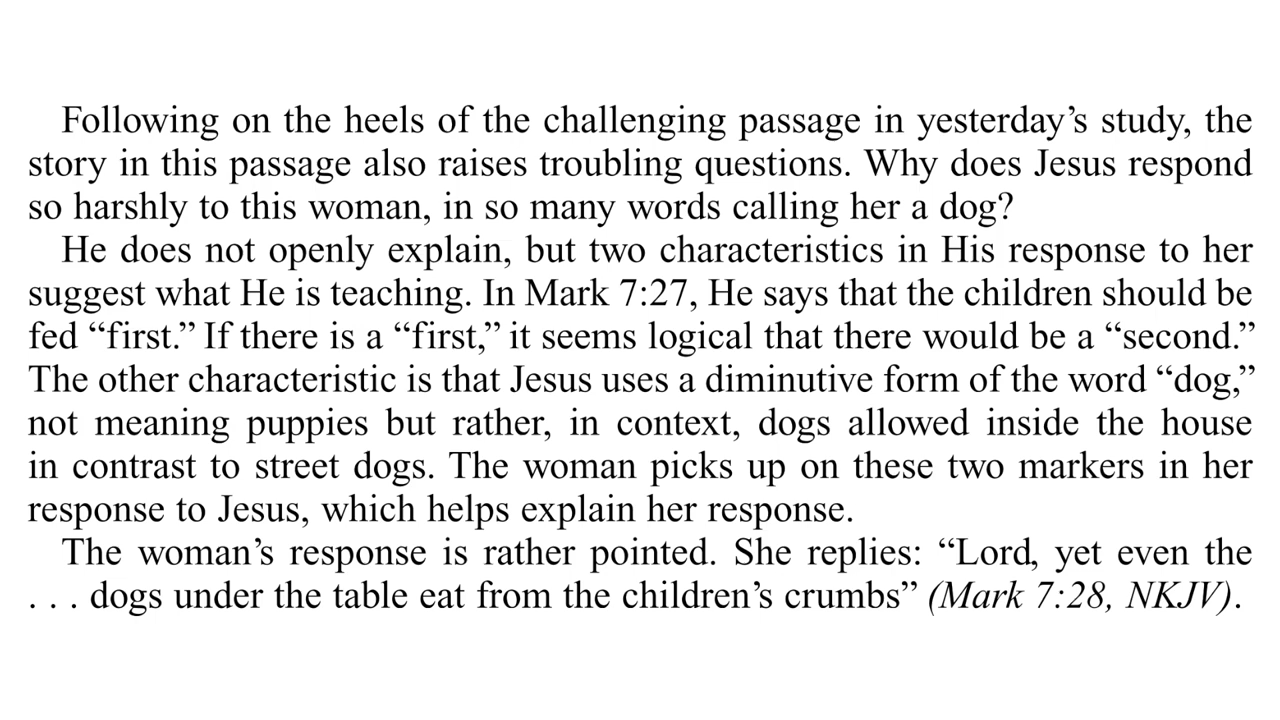 Following on the heels of the challenging passage in yesterday’s study, the
story in this passage also raises troubling questions. Why does Jesus respond
so harshly to this woman, in so many words calling her a dog?
He does not openly explain, but two characteristics in His response to her
suggest what He is teaching. In Mark 7:27, He says that the children should be
fed “first.” If there is a “first,” it seems logical that there would be a “second.”
The other characteristic is that Jesus uses a diminutive form of the word “dog,”
not meaning puppies but rather, in context, dogs allowed inside the house
in contrast to street dogs. The woman picks up on these two markers in her
response to Jesus, which helps explain her response.
The woman’s response is rather pointed. She replies: “Lord, yet even the
. . . dogs under the table eat from the children’s crumbs” (Mark 7:28, NKJV).